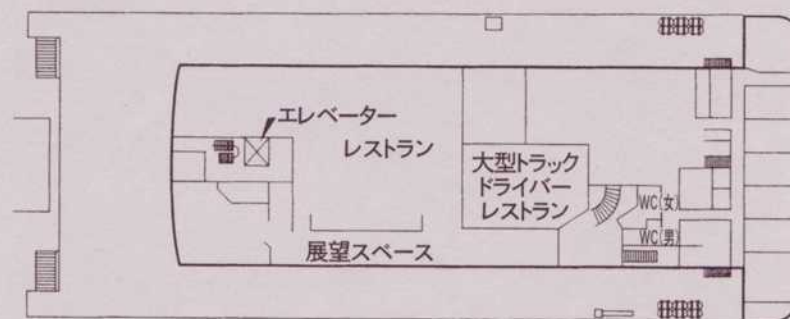 エレベーター
レストラン
大型トラック
ドライバー
レストラン
WC(女)
WC(男)
展望スペース